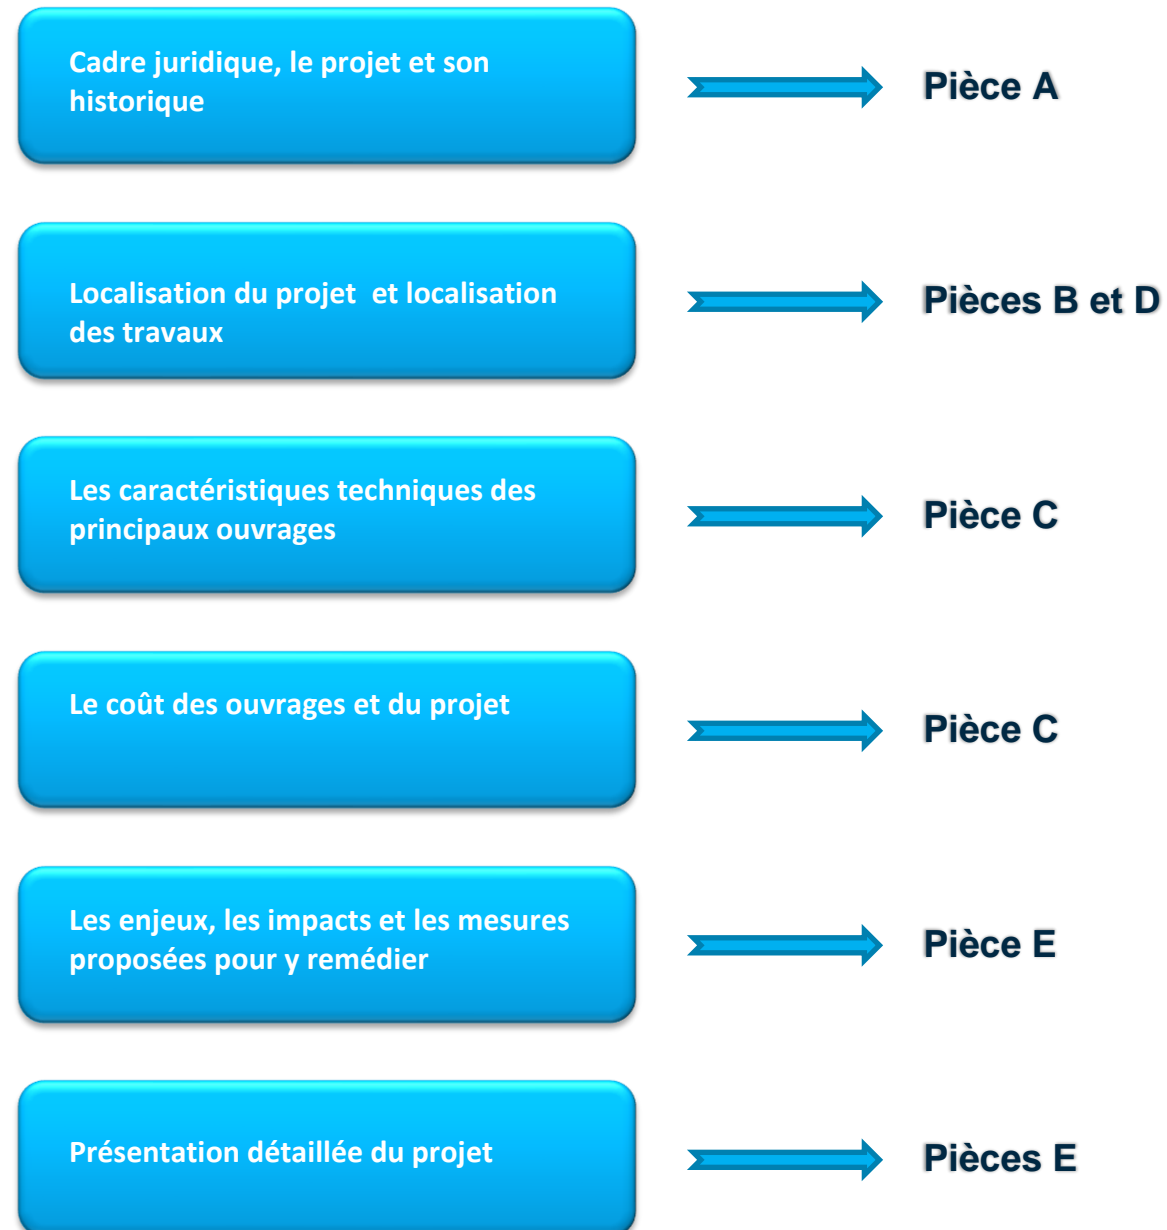 Cadre juridique, le projet et son
historique
Pièce A
Localisation du projet et localisation
des travaux
Pièces B et D
Les caractéristiques techniques des
principaux ouvrages
Pièce C
Le coût des ouvrages et du projet
Pièce C
Les enjeux, les impacts et les mesures
proposées pour y remédier
Pièce E
Présentation détaillée du projet
Pièces E